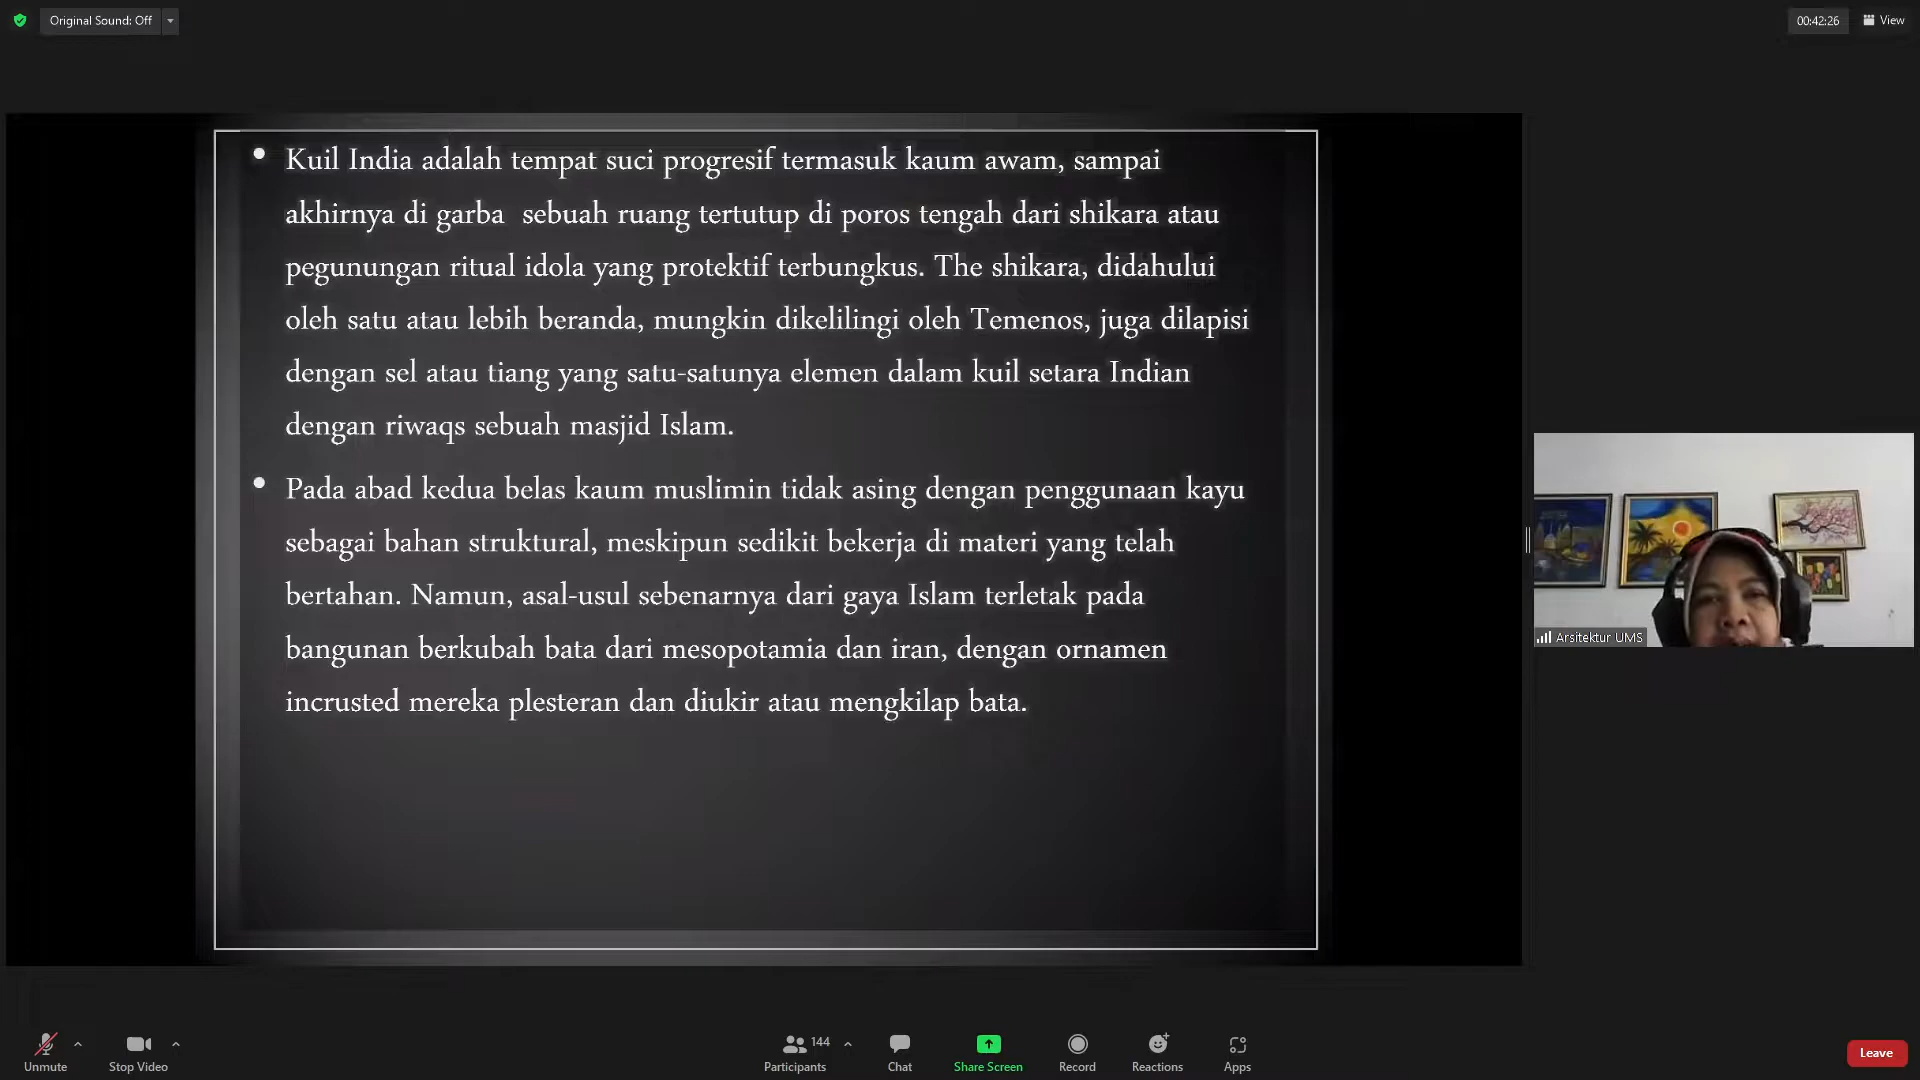 Original Sound: Off
00:42:26
View
• Kuil India adalah tempat suci progresif termasuk kaum awam, sampai
akhirnya di garba  sebuah ruang tertutup di poros tengah dari shikara atau
pegunungan ritual idola yang protektif terbungkus. The shikara, didahului
oleh satu atau lebih beranda, mungkin dikelilingi oleh Temenos, juga dilapisi
dengan sel atau tiang yang satu-satunya elemen dalam kuil setara Indian
dengan riwaqs sebuah masjid Islam.
• Pada abad kedua belas kaum muslimin tidak asing dengan penggunaan kayu
sebagai bahan struktural, meskipun sedikit bekerja di materi yang telah
bertahan. Namun, asal-usul sebenarnya dari gaya Islam terletak pada
bangunan berkubah bata dari mesopotamia dan iran, dengan ornamen
incrusted mereka plesteran dan diukir atau mengkilap bata.
Arsitektur UMS
Unmute
Stop Video
144
Participants
Chat
Share Screen
Record
Reactions
Apps
Leave